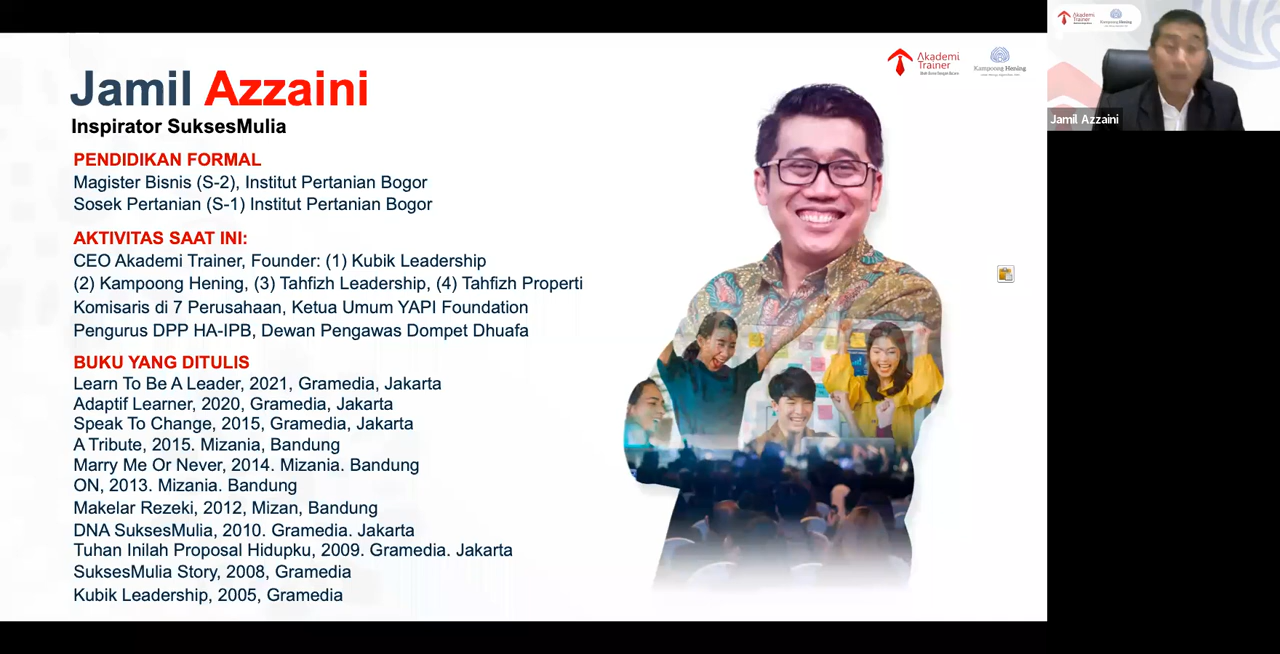 Jamil Azzaini
Inspirator SuksesMulia
PENDIDIKAN FORMAL
Magister Bisnis (S-2), Institut Pertanian Bogor
Sosek Pertanian (S-1) Institut Pertanian Bogor
AKTIVITAS SAAT INI:
CEO Akademi Trainer, Founder: (1) Kubik Leadership
(2) Kampoong Hening, (3) Tahfizh Leadership, (4) Tahfizh Properti
Komisaris di 7 Perusahaan, Ketua Umum YAPI Foundation
Pengurus DPP HA-IPB, Dewan Pengawas Dompet Dhuafa
BUKU YANG DITULIS
Learn To Be A Leader, 2021, Gramedia, Jakarta
Adaptif Learner, 2020, Gramedia, Jakarta
Speak To Change, 2015, Gramedia, Jakarta
A Tribute, 2015. Mizania, Bandung
Marry Me Or Never, 2014. Mizania. Bandung
ON, 2013. Mizania. Bandung
Makelar Rezeki, 2012, Mizan, Bandung
DNA SuksesMulia, 2010. Gramedia. Jakarta
Tuhan Inilah Proposal Hidupku, 2009. Gramedia. Jakarta
SuksesMulia Story, 2008, Gramedia
Kubik Leadership, 2005, Gramedia
Akademi
Trainer
Kampoong Hening
Akademi
Trainer
Kampoong Hening
Jamil Azzaini